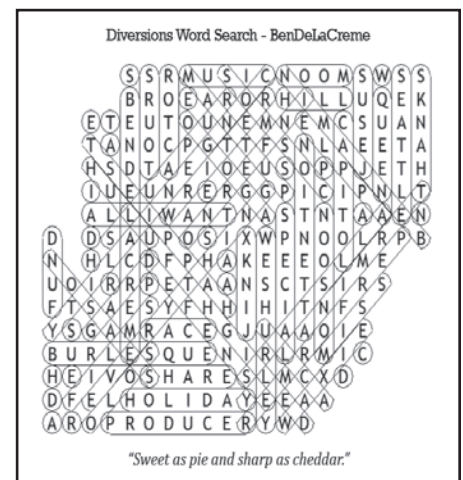 Diversions Word Search - BenDeLaCreme
S S R M U S I C N O O M S W S S
B R O E A R O R H I L L U Q E K
E T E U T O U N E M N E M C S U A N
T A N O C P G T T F S N L A E E T A
H S D T A E I O E U S O P P J E T H
I U E U N R E R G G P I C I P N L T
A L L I W A N T N A S T N T A A E N
D D S A U P O S I X W P N O O L R P B
N H L C D F P H A K E E E O L M E
U O I R R P E T A A N S C T S I R S
F T S A E S Y F H H I H I T N F S
Y S G A M R A C E G J U A A O I E
B U R L E S Q U E N I R L R M I C
H E I V O S H A R E S L M C X D
D F E L H O L I D A Y E E A A
A R O P R O D U C E R Y W D
"Sweet as pie and sharp as cheddar."